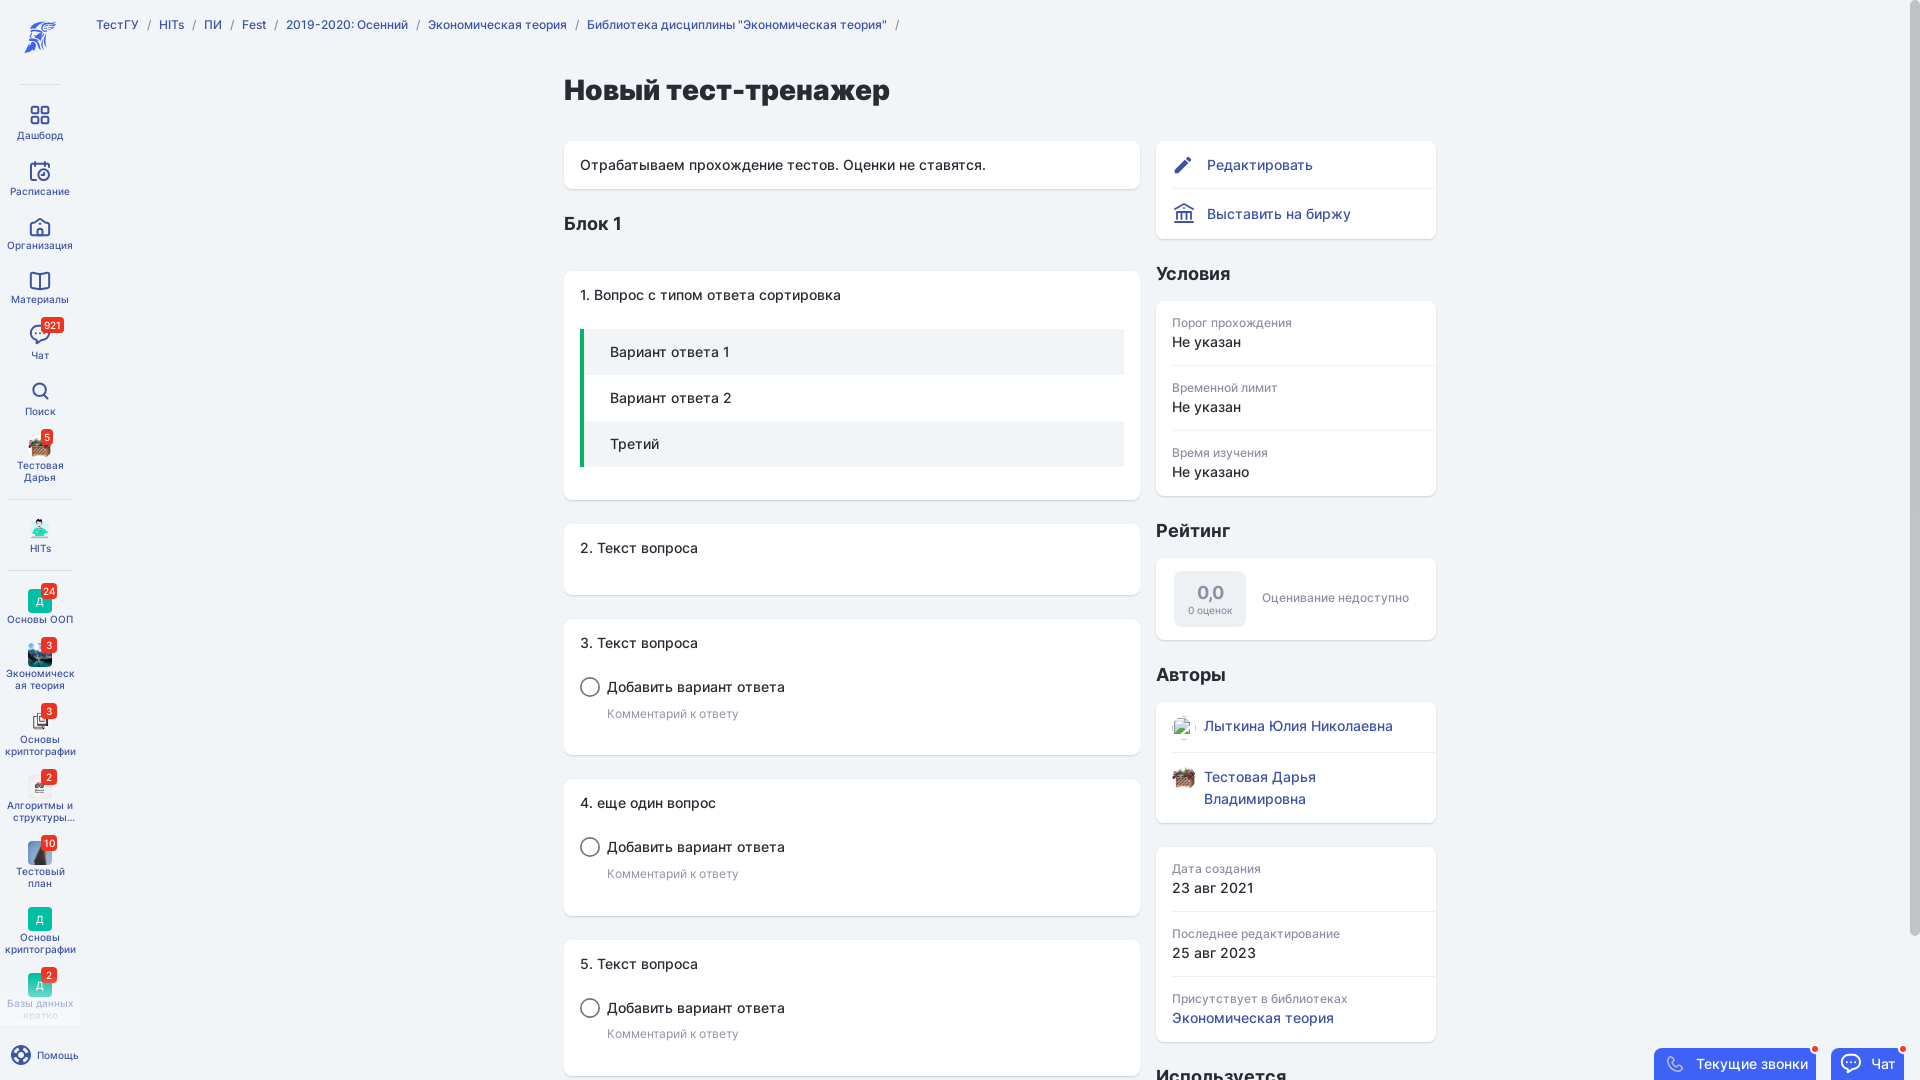 ТестГУ / HITs / ПИ / Fest / 2019-2020: Осенний / Экономическая теория / Библиотека дисциплины "Экономическая теория" /
Дашборд
Расписание
Организация
Материалы
921
Чат
Поиск
5
Тестовая
Дарья
HITs
24
Д
Основы ООП
3
Экономическ
ая теория
3
Основы
криптографии
2
Алгоритмы и
структуры...
10
Тестовый
план
Д
Основы
криптографии
2
Д
Базы данных
кратко
Помощь
Новый тест-тренажер
Отрабатываем прохождение тестов. Оценки не ставятся.
Блок 1
1. Вопрос с типом ответа сортировка
Вариант ответа 1
Вариант ответа 2
Третий
2. Текст вопроса
3. Текст вопроса
Добавить вариант ответа
Комментарий к ответу
4. еще один вопрос
Добавить вариант ответа
Комментарий к ответу
5. Текст вопроса
Добавить вариант ответа
Комментарий к ответу
Редактировать
Выставить на биржу
Условия
Порог прохождения
Не указан
Временной лимит
Не указан
Время изучения
Не указано
Рейтинг
0,0
0 оценок
Оценивание недоступно
Авторы
Лыткина Юлия Николаевна
Тестовая Дарья
Владимировна
Дата создания
23 авг 2021
Последнее редактирование
25 авг 2023
Присутствует в библиотеках
Экономическая теория
Используется
Текущие звонки
Чат